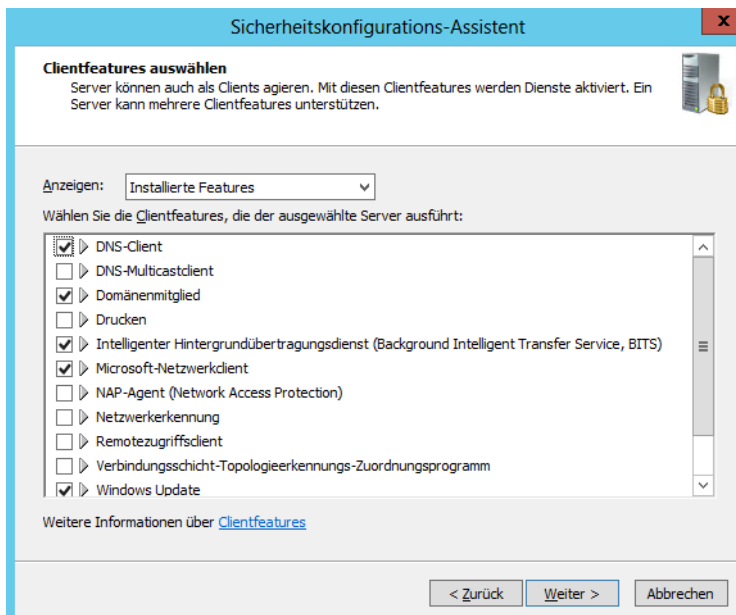 Sicherheitskonfigurations-Assistent
x
Clientfeatures auswählen
Server können auch als Clients agieren. Mit diesen Clientfeatures werden Dienste aktiviert. Ein
Server kann mehrere Clientfeatures unterstützen.
Anzeigen: Installierte Features
Wählen Sie die Clientfeatures, die der ausgewählte Server ausführt:
DNS-Client
DNS-Multicastclient
Domänenmitglied
Drucken
Intelligenter Hintergrundübertragungsdienst (Background Intelligent Transfer Service, BITS)
Microsoft-Netzwerkclient
NAP-Agent (Network Access Protection)
Netzwerkerkennung
Remotezugriffsclient
Verbindungsschicht-Topologieerkennungs-Zuordnungsprogramm
Windows Update
Weitere Informationen über Clientfeatures
< Zurück Weiter > Abbrechen